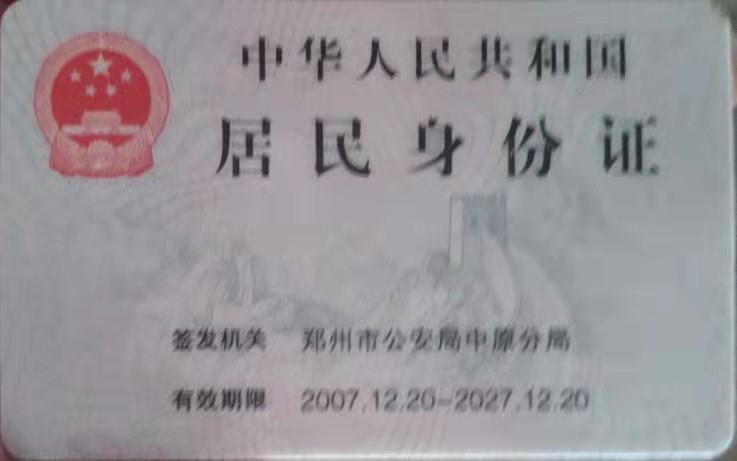 中华人民共和国
居民身份证
签发机关 郑州市公安局中原分局
有效期限 2007.12.20-2027.12.20